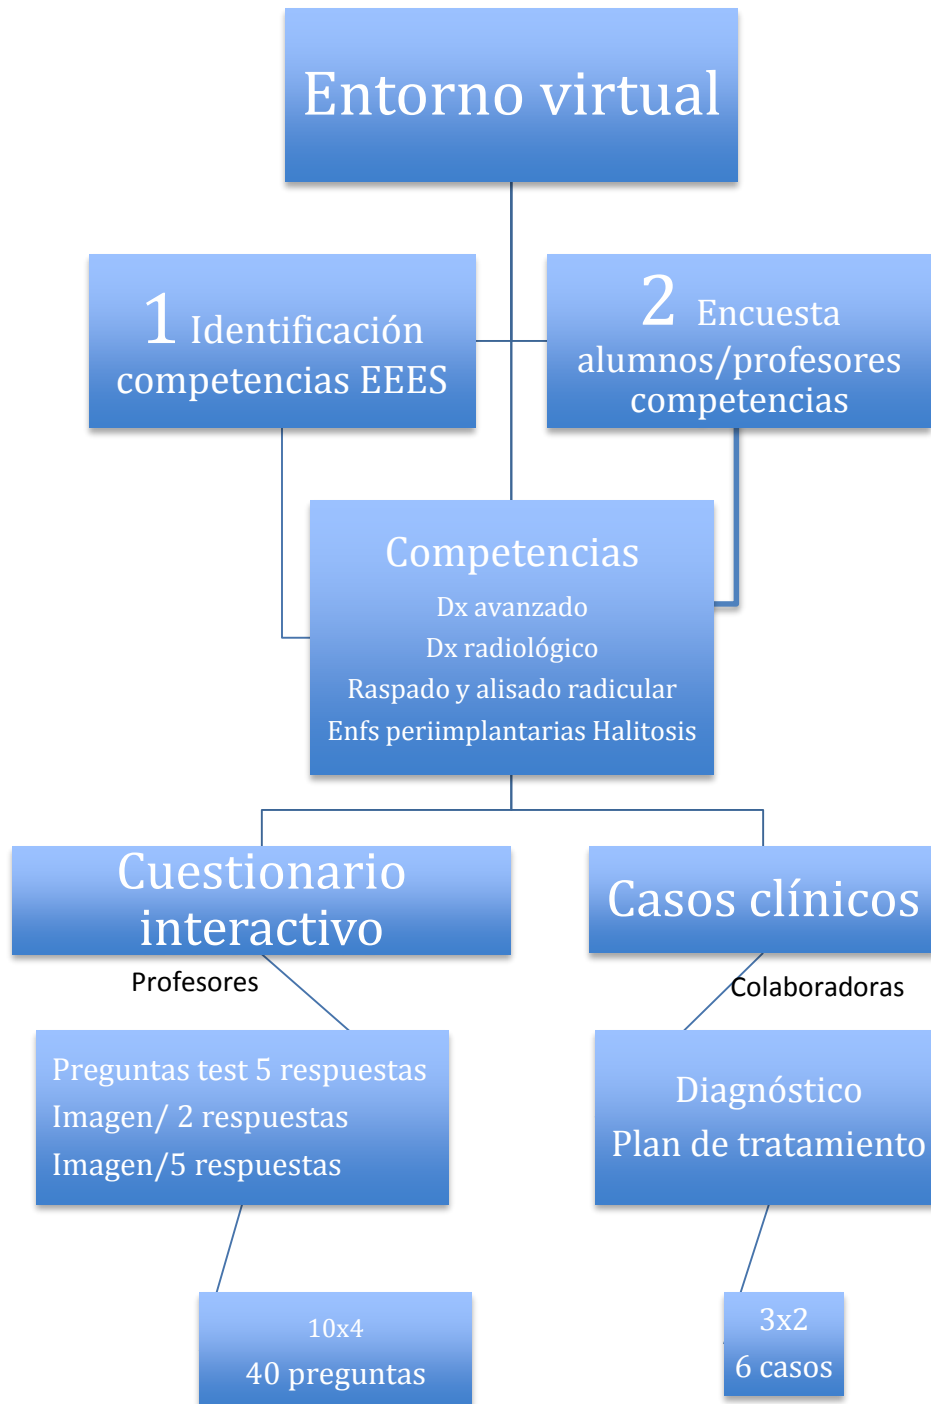 Entorno virtual
1 Identificación
competencias EEES
2 Encuesta
alumnos/profesores
competencias
Competencias
Dx avanzado
Dx radiológico
Raspado y alisado radicular
Enfs periimplantarias Halitosis
Cuestionario
interactivo
Casos clínicos
Profesores
Colaboradoras
Preguntas test 5 respuestas
Imagen/ 2 respuestas
Imagen/5 respuestas
Diagnóstico
Plan de tratamiento
10x4
40 preguntas
3x2
6 casos